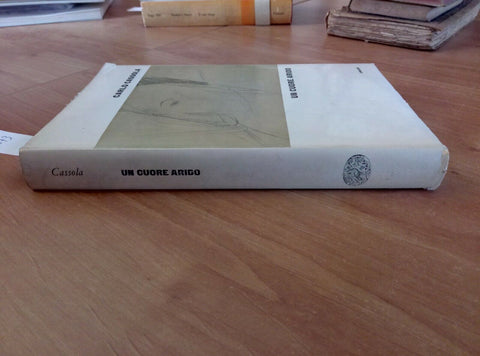 CARLO CASSOLA
UN CUORE ARIDO
Cassola
UN CUORE ARIDO